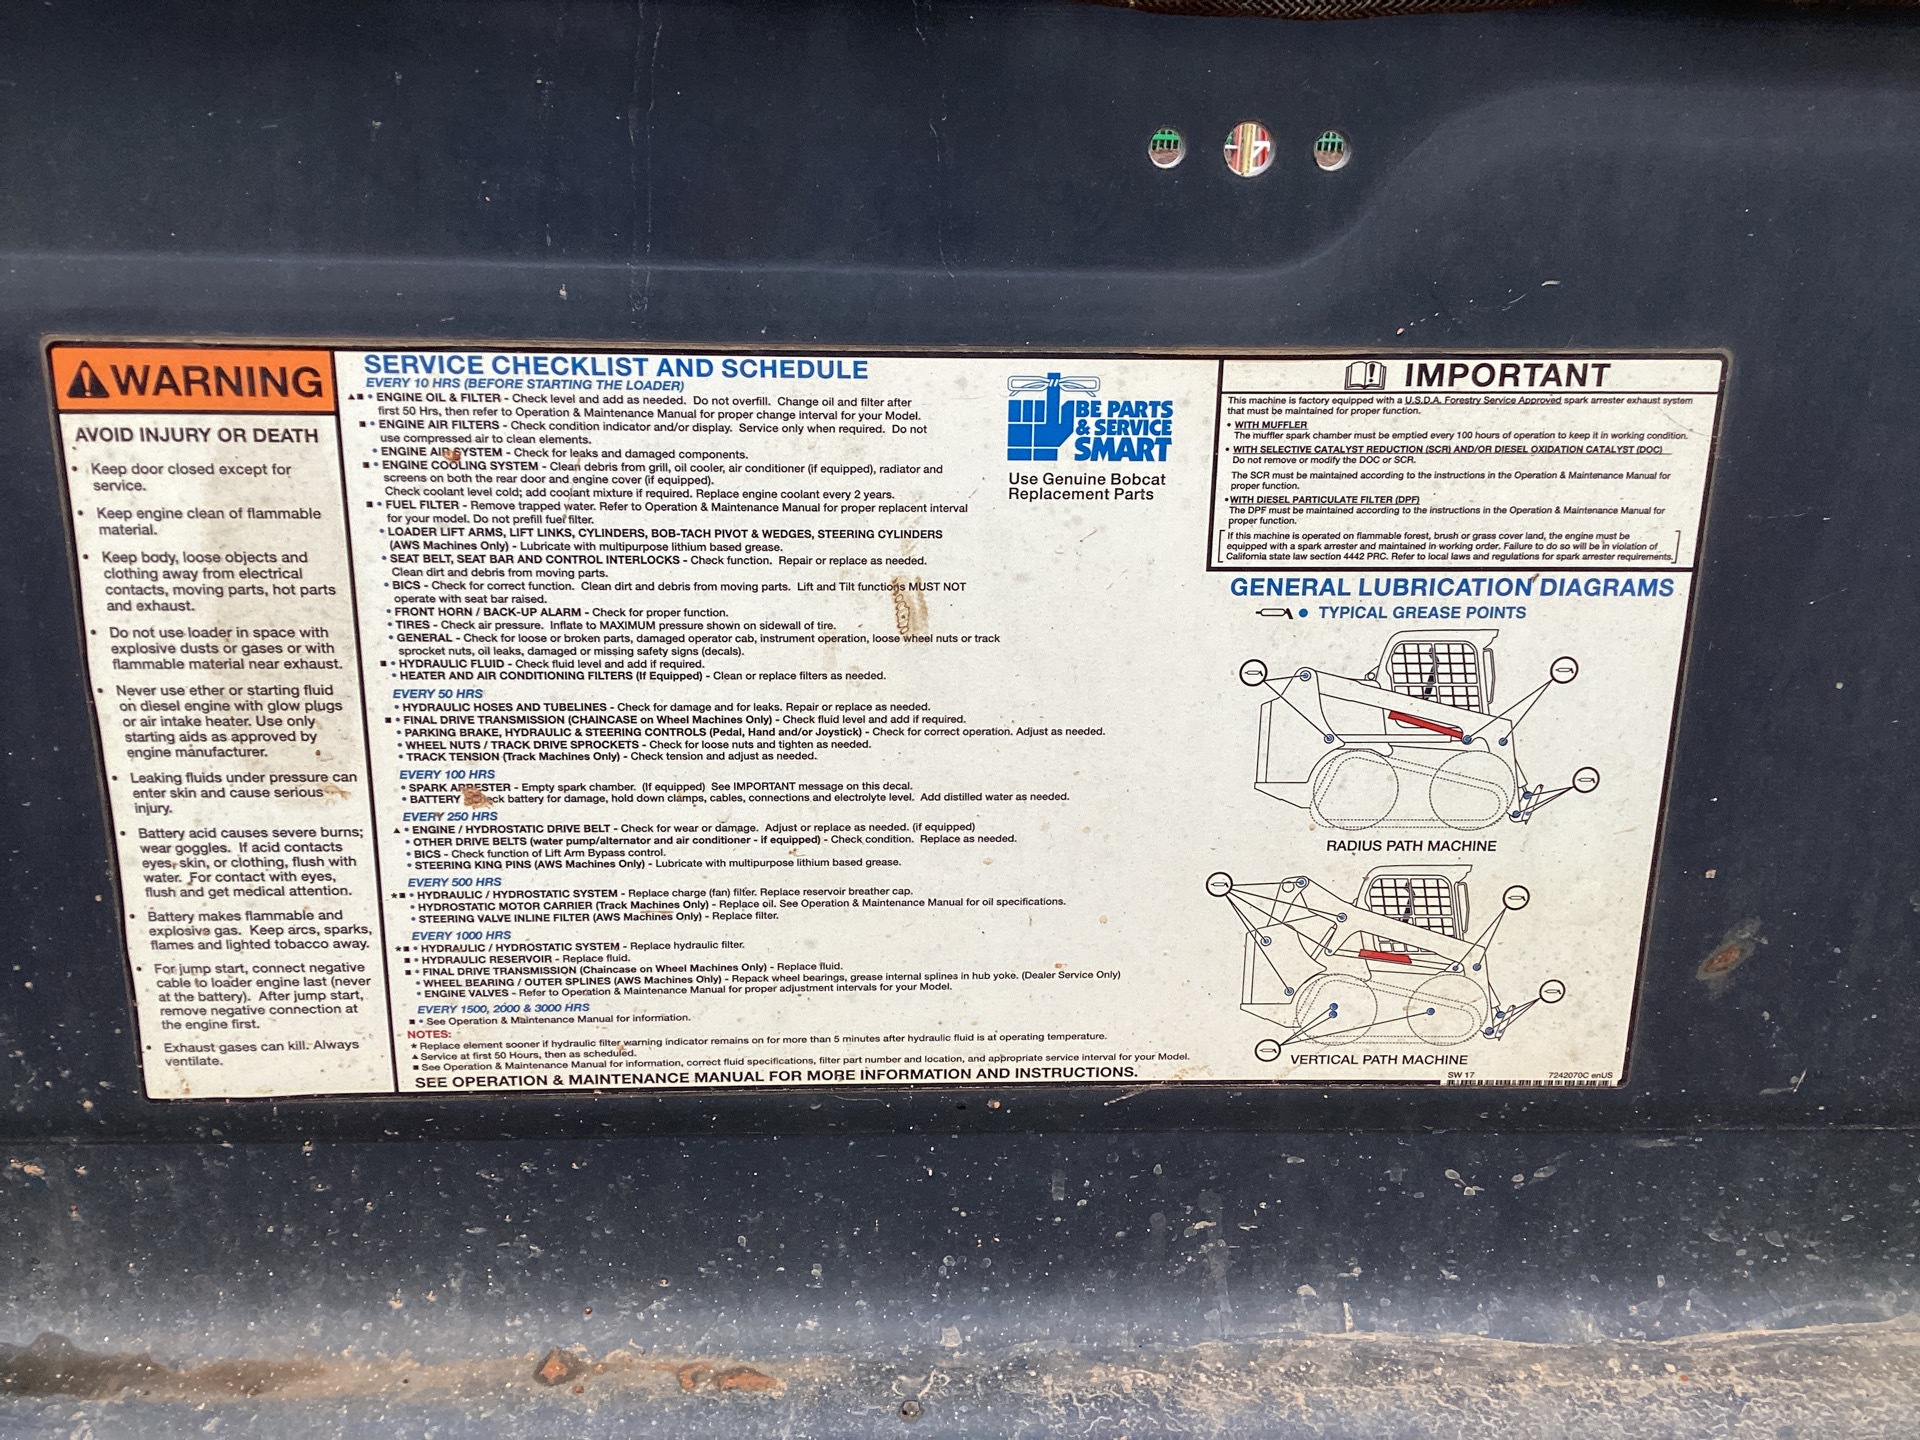 WARNING
AVOID INJURY OR DEATH
• Keep door closed except for
service.
• Keep engine clean of flammable
material.
• Keep body, loose objects and
clothing away from electrical
contacts, moving parts, hot parts
and exhaust.
• Do not use loader in space with
explosive dusts or gases or with
flammable material near exhaust.
• Never use ether or starting fluid
on diesel engine with glow plugs
or air intake heater. Use only
starting aids as approved by
engine manufacturer.
• Leaking fluids under pressure can
enter skin and cause serious
injury.
• Battery acid causes severe burns;
wear goggles. If acid contacts
eyes, skin, or clothing, flush with
water. For contact with eyes,
flush and get medical attention.
• Battery makes flammable and
explosive gas. Keep arcs, sparks,
flames and lighted tobacco away.
• For jump start, connect negative
cable to loader engine last (never
at the battery). After jump start,
remove negative connection at
the engine first.
• Exhaust gases can kill. Always
ventilate.
SERVICE CHECKLIST AND SCHEDULE
EVERY 10 HRS (BEFORE STARTING THE LOADER)
▲■• ENGINE OIL & FILTER - Check level and add as needed. Do not overfill. Change oil and filter after
first 50 Hrs, then refer to Operation & Maintenance Manual for proper change interval for your Model.
■• ENGINE AIR FILTERS - Check condition indicator and/or display. Service only when required. Do not
use compressed air to clean elements.
• ENGINE AIR SYSTEM - Check for leaks and damaged components.
■• ENGINE COOLING SYSTEM - Clean debris from grill, oil cooler, air conditioner (if equipped), radiator and
screens on both the rear door and engine cover (if equipped).
Check coolant level cold; add coolant mixture if required. Replace engine coolant every 2 years.
■• FUEL FILTER - Remove trapped water. Refer to Operation & Maintenance Manual for proper replacent interval
for your model. Do not prefill fuel filter.
• LOADER LIFT ARMS, LIFT LINKS, CYLINDERS, BOB-TACH PIVOT & WEDGES, STEERING CYLINDERS
(AWS Machines Only) - Lubricate with multipurpose lithium based grease.
• SEAT BELT, SEAT BAR AND CONTROL INTERLOCKS - Check function. Repair or replace as needed.
Clean dirt and debris from moving parts.
• BICS - Check for correct function. Clean dirt and debris from moving parts. Lift and Tilt functions MUST NOT
operate with seat bar raised.
• FRONT HORN / BACK-UP ALARM - Check for proper function.
• TIRES - Check air pressure. Inflate to MAXIMUM pressure shown on sidewall of tire.
• GENERAL - Check for loose or broken parts, damaged operator cab, instrument operation, loose wheel nuts or track
sprocket nuts, oil leaks, damaged or missing safety signs (decals).
■• HYDRAULIC FLUID - Check fluid level and add if required.
• HEATER AND AIR CONDITIONING FILTERS (If Equipped) - Clean or replace filters as needed.
EVERY 50 HRS
• HYDRAULIC HOSES AND TUBELINES - Check for damage and for leaks. Repair or replace as needed.
■• FINAL DRIVE TRANSMISSION (CHAINCASE on Wheel Machines Only) - Check fluid level and add if required.
• PARKING BRAKE, HYDRAULIC & STEERING CONTROLS (Pedal, Hand and/or Joystick) - Check for correct operation. Adjust as needed.
• WHEEL NUTS / TRACK DRIVE SPROCKETS - Check for loose nuts and tighten as needed.
• TRACK TENSION (Track Machines Only) - Check tension and adjust as needed.
EVERY 100 HRS
• SPARK ARRESTER - Empty spark chamber. (If equipped) See IMPORTANT message on this decal.
• BATTERY - Check battery for damage, hold down clamps, cables, connections and electrolyte level. Add distilled water as needed.
EVERY 250 HRS
▲• ENGINE / HYDROSTATIC DRIVE BELT - Check for wear or damage. Adjust or replace as needed. (if equipped)
• OTHER DRIVE BELTS (water pump/alternator and air conditioner - if equipped) - Check condition. Replace as needed.
• BICS - Check function of Lift Arm Bypass control.
• STEERING KING PINS (AWS Machines Only) - Lubricate with multipurpose lithium based grease.
EVERY 500 HRS
★■• HYDRAULIC / HYDROSTATIC SYSTEM - Replace charge (fan) filter. Replace reservoir breather cap.
• HYDROSTATIC MOTOR CARRIER (Track Machines Only) - Replace oil. See Operation & Maintenance Manual for oil specifications.
• STEERING VALVE INLINE FILTER (AWS Machines Only) - Replace filter.
EVERY 1000 HRS
★■• HYDRAULIC / HYDROSTATIC SYSTEM - Replace hydraulic filter.
■• HYDRAULIC RESERVOIR - Replace fluid.
■• FINAL DRIVE TRANSMISSION (Chaincase on Wheel Machines Only) - Replace fluid.
• WHEEL BEARING / OUTER SPLINES (AWS Machines Only) - Repack wheel bearings, grease internal splines in hub yoke. (Dealer Service Only)
• ENGINE VALVES - Refer to Operation & Maintenance Manual for proper adjustment intervals for your Model.
EVERY 1500, 2000 & 3000 HRS
■• See Operation & Maintenance Manual for information.
NOTES:
★ Replace element sooner if hydraulic filter warning indicator remains on for more than 5 minutes after hydraulic fluid is at operating temperature.
▲ Service at first 50 Hours, then as scheduled.
■ See Operation & Maintenance Manual for information, correct fluid specifications, filter part number and location, and appropriate service interval for your Model.
SEE OPERATION & MAINTENANCE MANUAL FOR MORE INFORMATION AND INSTRUCTIONS.
BE PARTS
& SERVICE
SMART
Use Genuine Bobcat
Replacement Parts
IMPORTANT
This machine is factory equipped with a U.S.D.A. Forestry Service Approved spark arrester exhaust system
that must be maintained for proper function.
• WITH MUFFLER
The muffler spark chamber must be emptied every 100 hours of operation to keep it in working condition.
• WITH SELECTIVE CATALYST REDUCTION (SCR) AND/OR DIESEL OXIDATION CATALYST (DOC)
Do not remove or modify the DOC or SCR.
The SCR must be maintained according to the instructions in the Operation & Maintenance Manual for
proper function.
• WITH DIESEL PARTICULATE FILTER (DPF)
The DPF must be maintained according to the instructions in the Operation & Maintenance Manual for
proper function.
If this machine is operated on flammable forest, brush or grass cover land, the engine must be
equipped with a spark arrester and maintained in working order. Failure to do so will be in violation of
California state law section 4442 PRC. Refer to local laws and regulations for spark arrester requirements.
GENERAL LUBRICATION DIAGRAMS
• TYPICAL GREASE POINTS
RADIUS PATH MACHINE
VERTICAL PATH MACHINE
SW 17 7242070C enUS